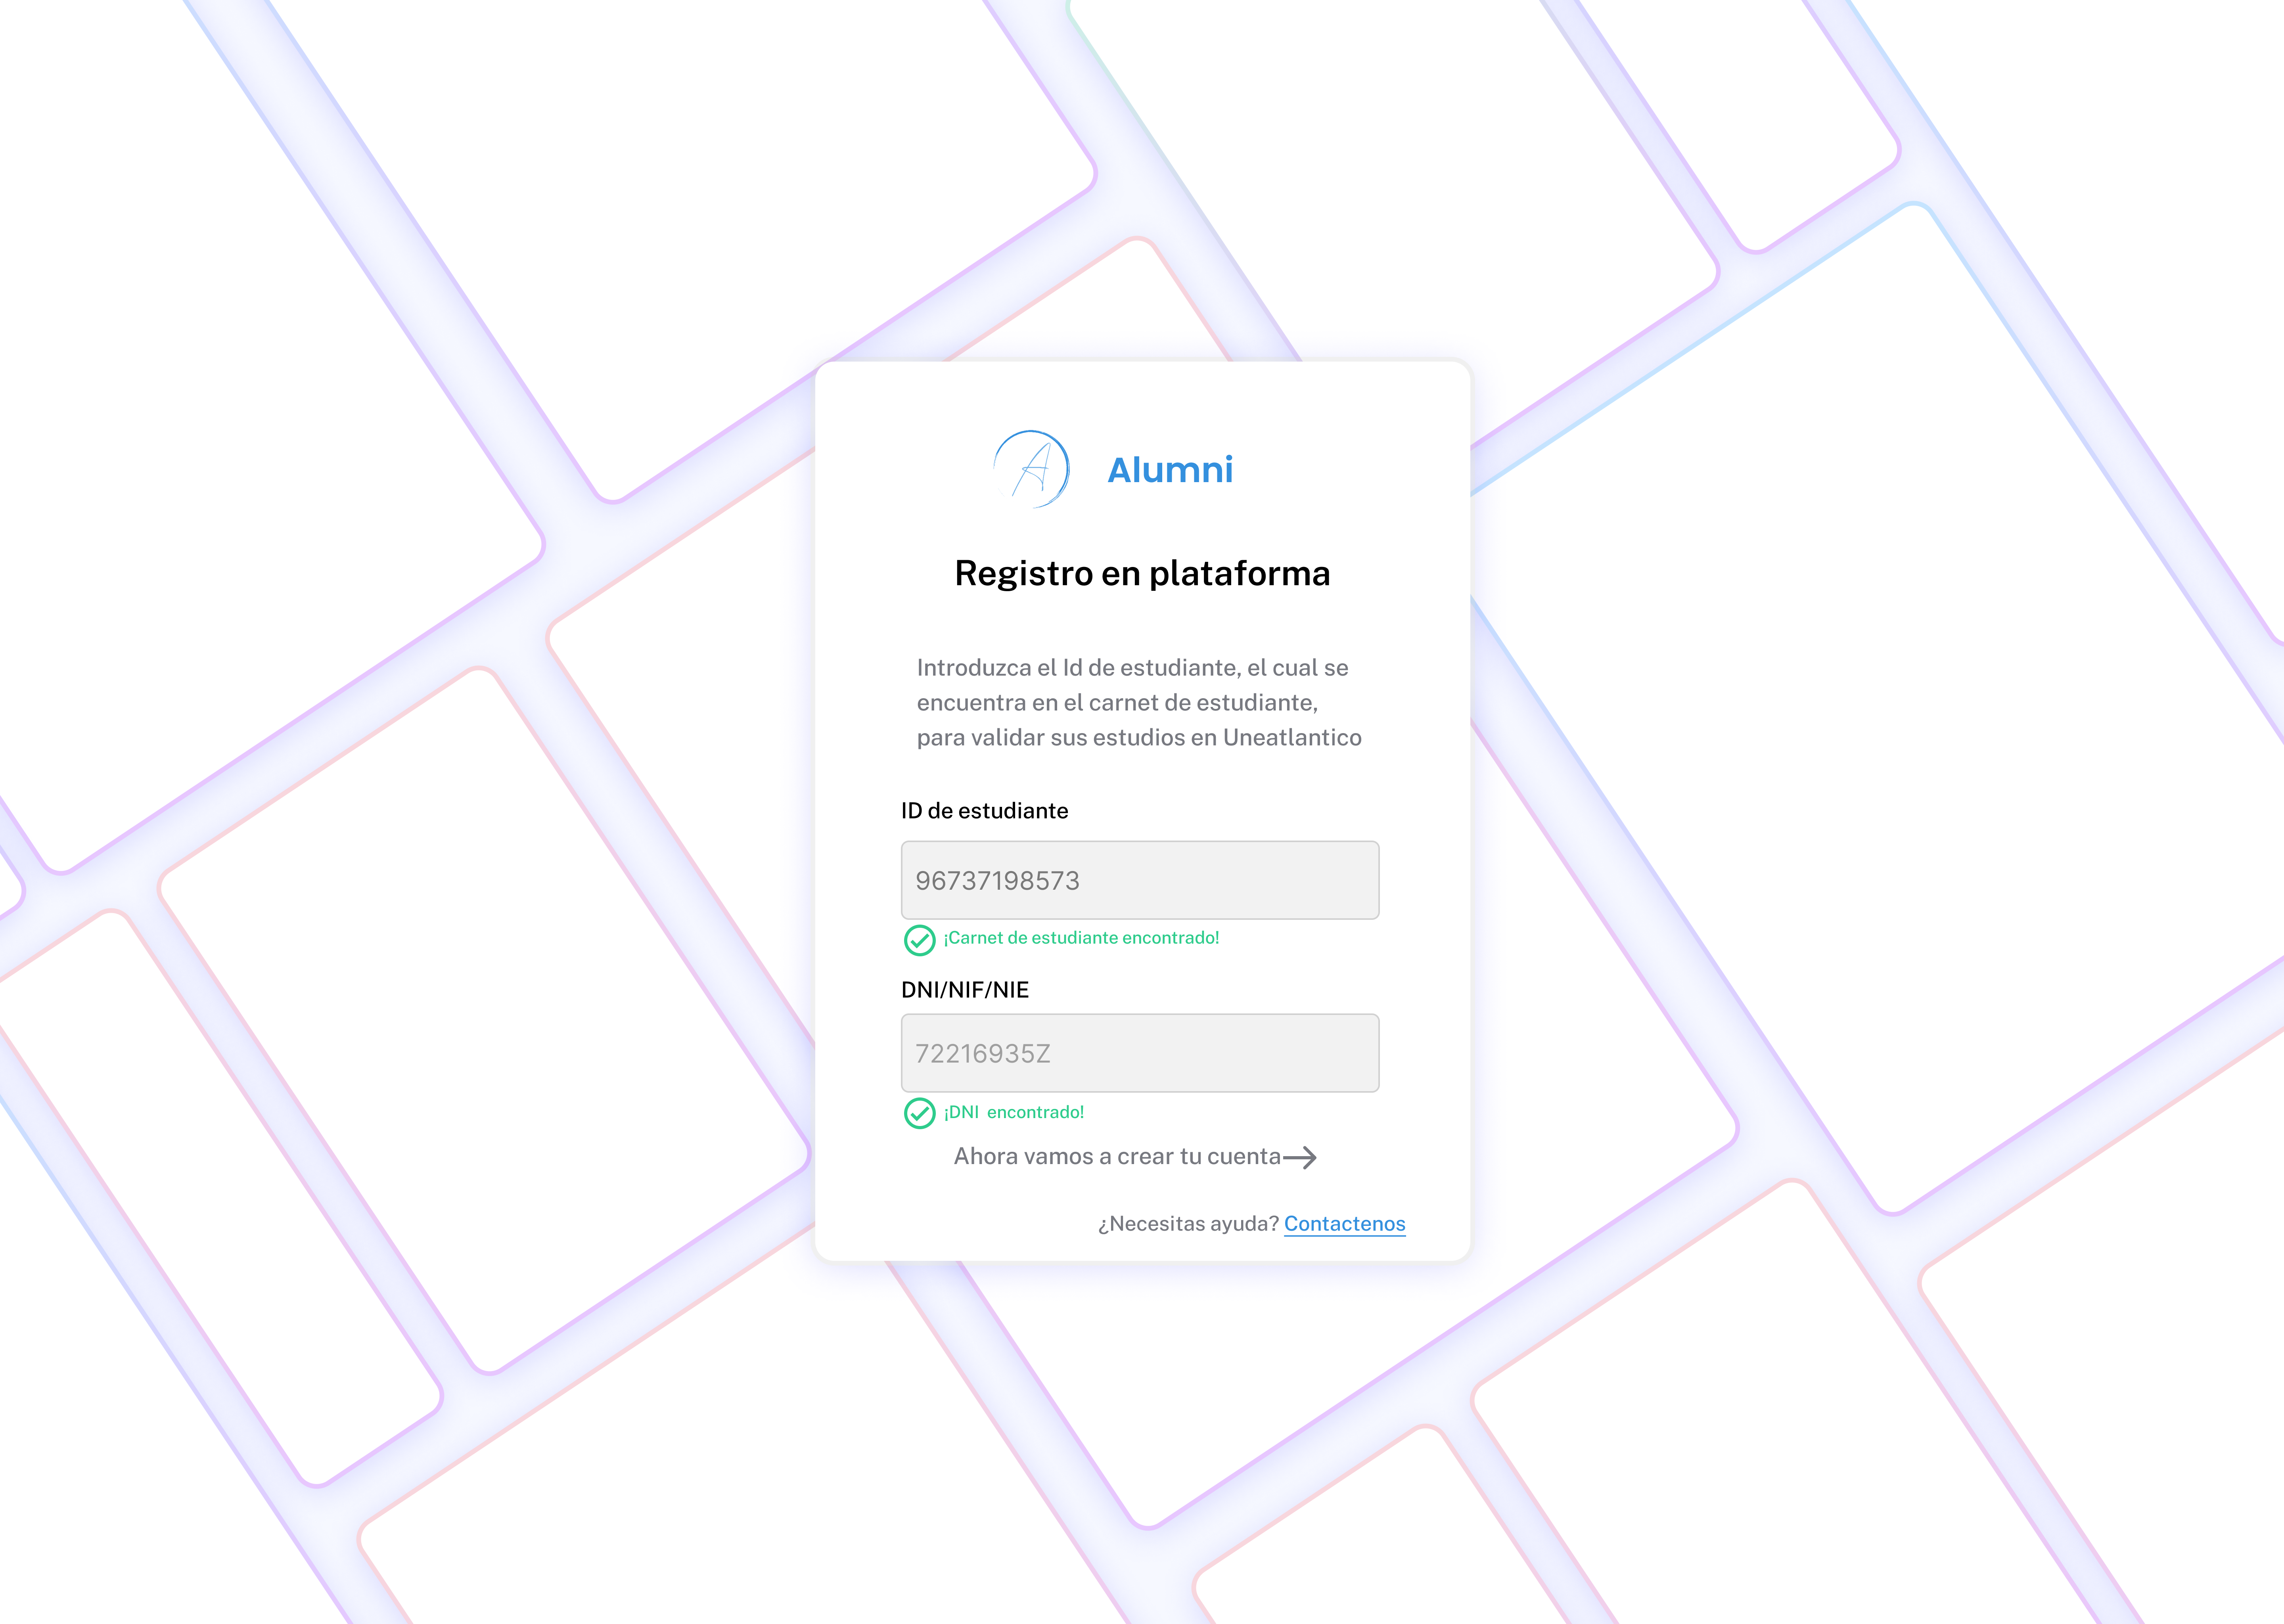 Alumni
Registro en plataforma
Introduzca el Id de estudiante, el cual se
encuentra en el carnet de estudiante,
para validar sus estudios en Uneatlantico
ID de estudiante
96737198573
¡Carnet de estudiante encontrado!
DNI/NIF/NIE
72216935Z
¡DNI encontrado!
Ahora vamos a crear tu cuenta
¿Necesitas ayuda? Contactenos